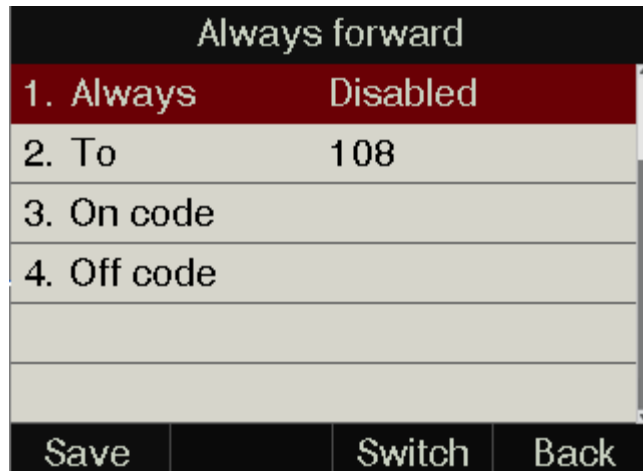 Always forward
1. Always Disabled
2. To 108
3. On code
4. Off code
Save Switch Back